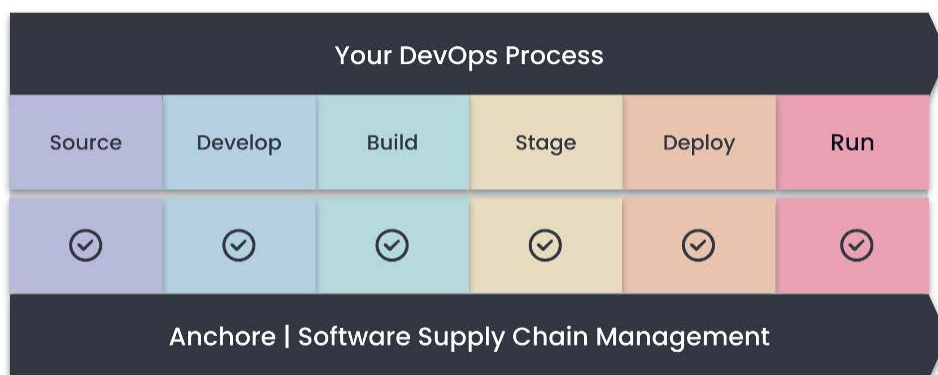 Your DevOps Process
Source Develop Build Stage Deploy Run
Anchore | Software Supply Chain Management